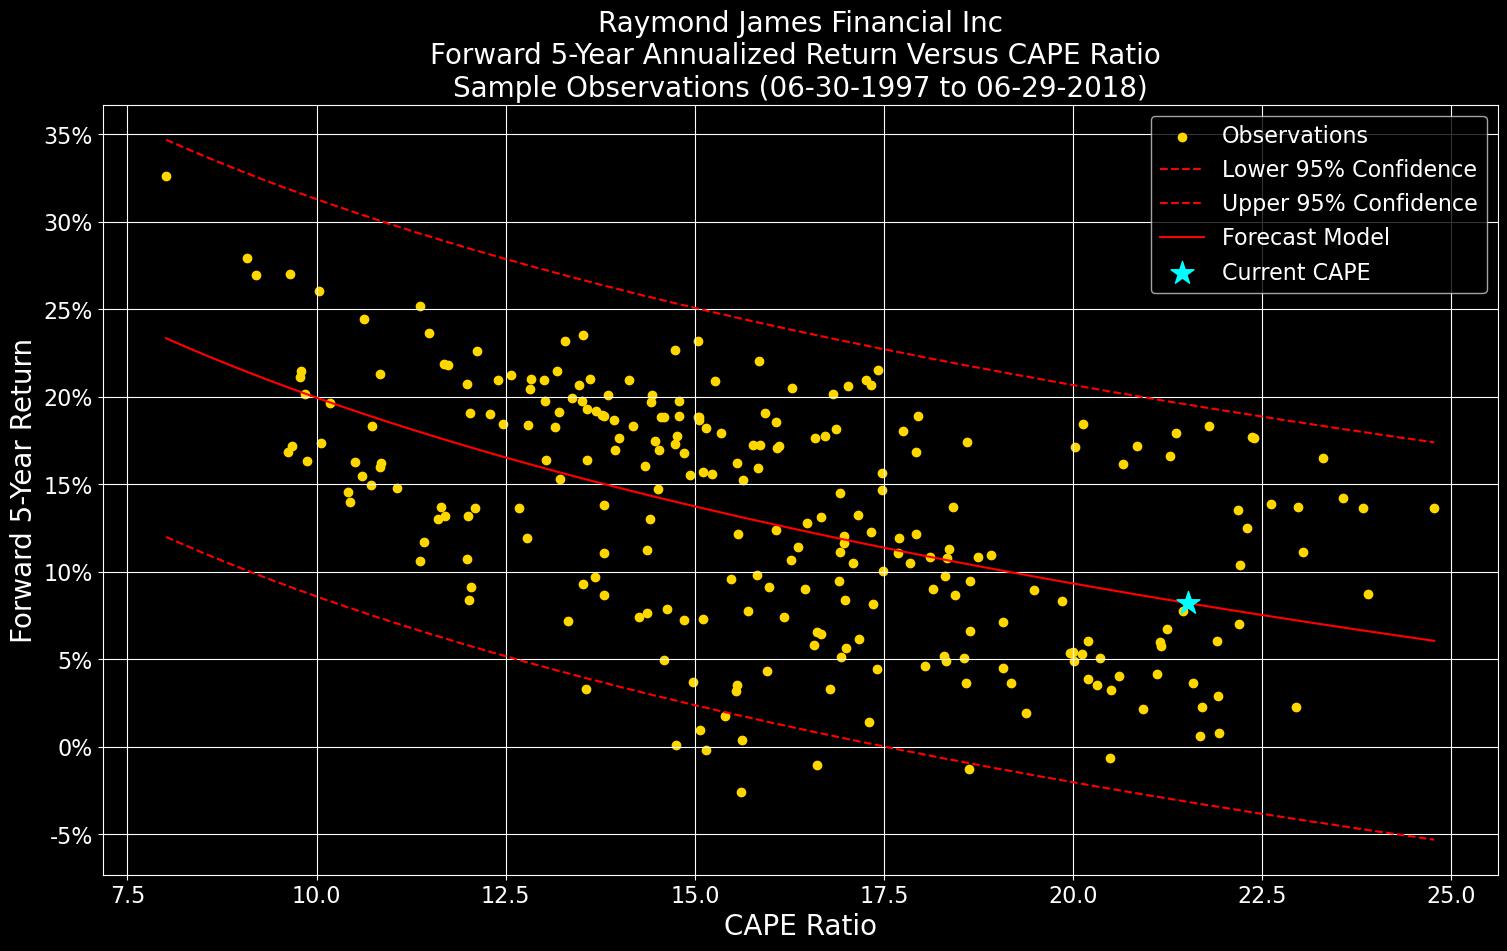 Raymond James Financial Inc
Forward 5-Year Annualized Return Versus CAPE Ratio
Sample Observations (06-30-1997 to 06-29-2018)
Observations
Lower 95% Confidence
Upper 95% Confidence
Forecast Model
Current CAPE
Forward 5-Year Return
35%
30%
25%
20%
15%
10%
5%
0%
-5%
7.5
10.0
12.5
15.0
17.5
20.0
22.5
25.0
CAPE Ratio